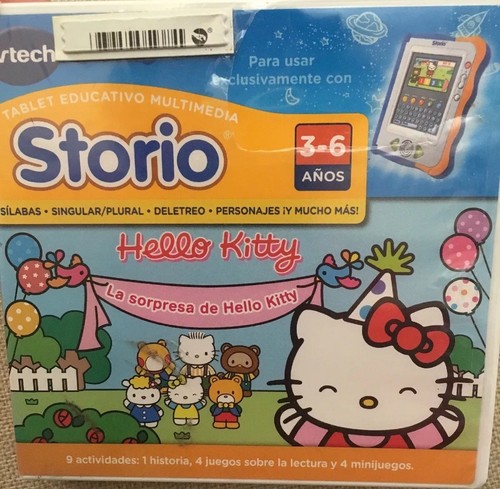 vtech
Para usar
exclusivamente con
Storio
TABLET EDUCATIVO MULTIMEDIA
Storio®
3-6
AÑOS
SÍLABAS • SINGULAR/PLURAL • DELETREO • PERSONAJES ¡Y MUCHO MÁS!
Hello Kitty
La sorpresa de Hello Kitty
9 actividades: 1 historia, 4 juegos sobre la lectura y 4 minijuegos.